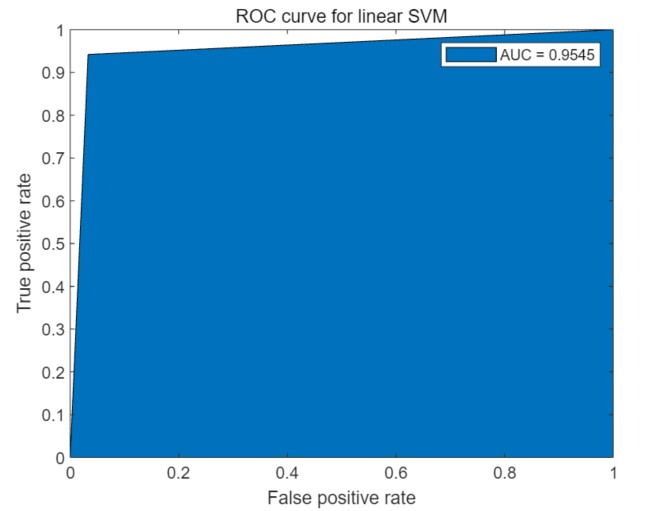 ROC curve for linear SVM
AUC = 0.9545
True positive rate
1
0.9
0.8
0.7
0.6
0.5
0.4
0.3
0.2
0.1
0
0 0.2 0.4 0.6 0.8 1
False positive rate